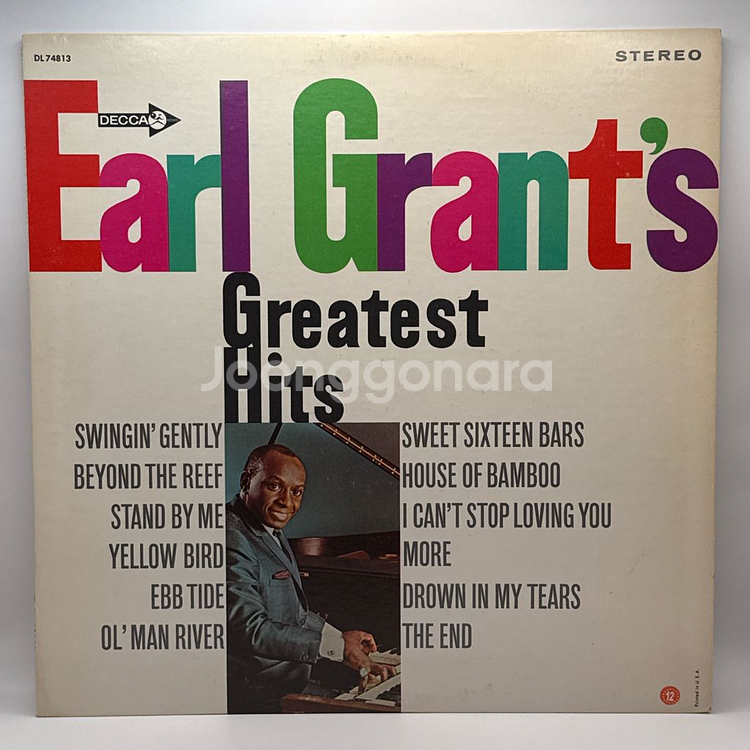 DL 74813
STEREO
DECCA
Earl Grant's
Greatest
Hits
Joonggonara
SWINGIN' GENTLY
BEYOND THE REEF
STAND BY ME
YELLOW BIRD
EBB TIDE
OL' MAN RIVER
SWEET SIXTEEN BARS
HOUSE OF BAMBOO
I CAN'T STOP LOVING YOU
MORE
DROWN IN MY TEARS
THE END
12
Printed in U.S.A.